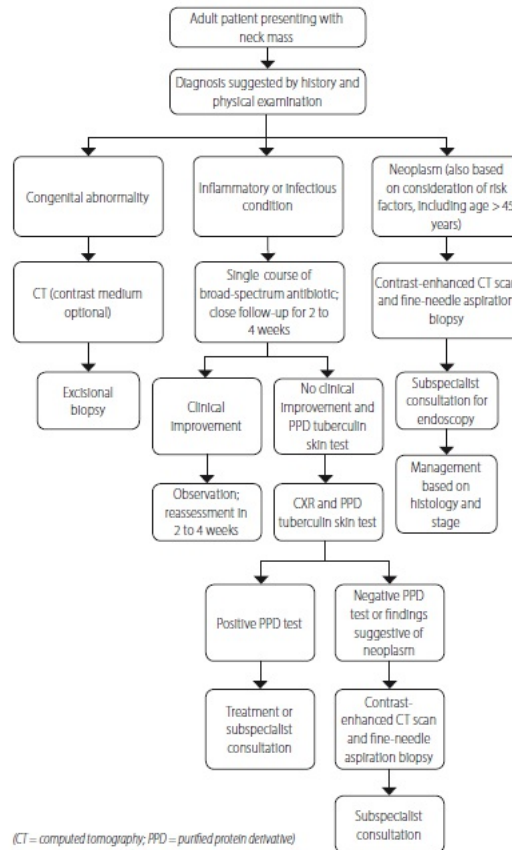 Adult patient presenting with
neck mass
Diagnosis suggested by history and
physical examination
Congenital abnormality
Inflammatory or infectious
condition
Neoplasm (also based
on consideration of risk
factors, including age > 45
years)
CT (contrast medium
optional)
Single course of
broad-spectrum antibiotic;
close follow-up for 2 to
4 weeks
Contrast-enhanced CT scan
and fine-needle aspiration
biopsy
Excisional
biopsy
Clinical
improvement
No clinical
improvement and
PPD tuberculin skin
test
Subspecialist
consultation for
endoscopy
Observation;
reassessment in
2 to 4 weeks
CXR and PPD
tuberculin skin test
Management
based on
histology and
stage
Positive PPD test
Negative PPD
test or findings
suggestive of
neoplasm
Treatment or
subspecialist
consultation
Contrast-
enhanced CT scan
and fine-needle
aspiration biopsy
Subspecialist
consultation
(CT = computed tomography; PPD = purified protein derivative)